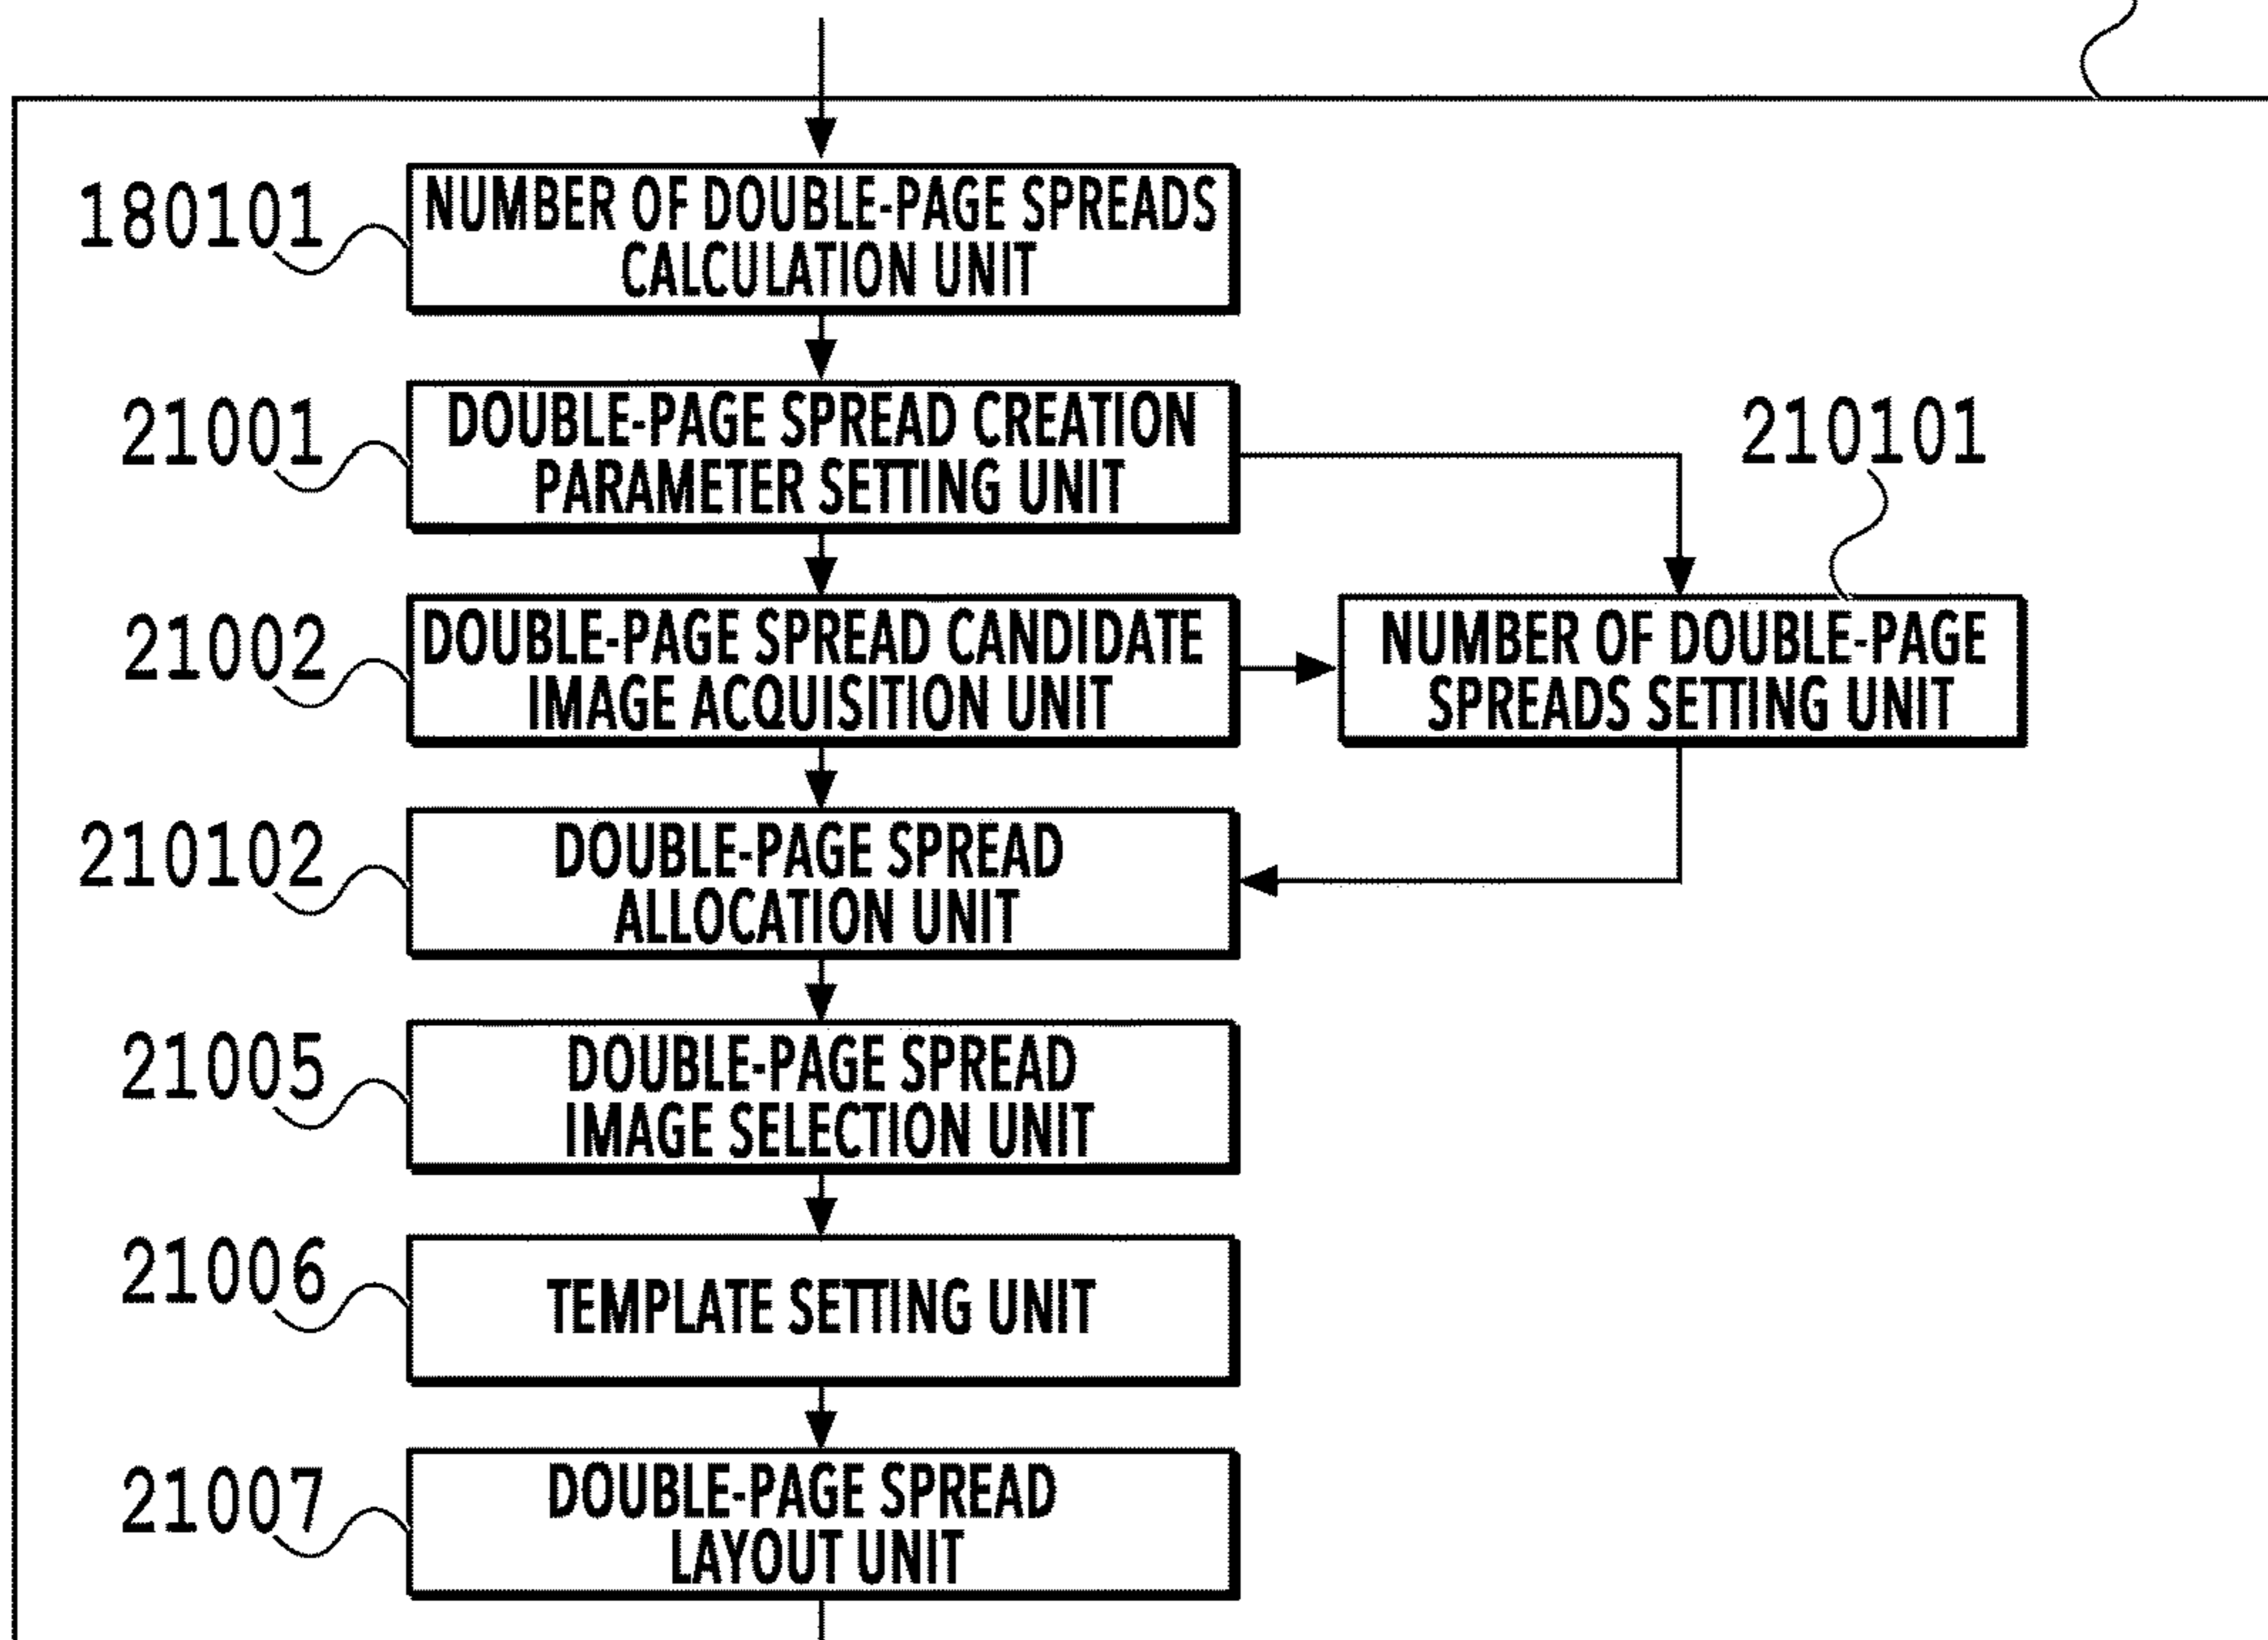 180101
NUMBER OF DOUBLE-PAGE SPREADS
CALCULATION UNIT
21001
DOUBLE-PAGE SPREAD CREATION
PARAMETER SETTING UNIT
210101
21002
DOUBLE-PAGE SPREAD CANDIDATE
IMAGE ACQUISITION UNIT
NUMBER OF DOUBLE-PAGE
SPREADS SETTING UNIT
210102
DOUBLE-PAGE SPREAD
ALLOCATION UNIT
21005
DOUBLE-PAGE SPREAD
IMAGE SELECTION UNIT
21006
TEMPLATE SETTING UNIT
21007
DOUBLE-PAGE SPREAD
LAYOUT UNIT